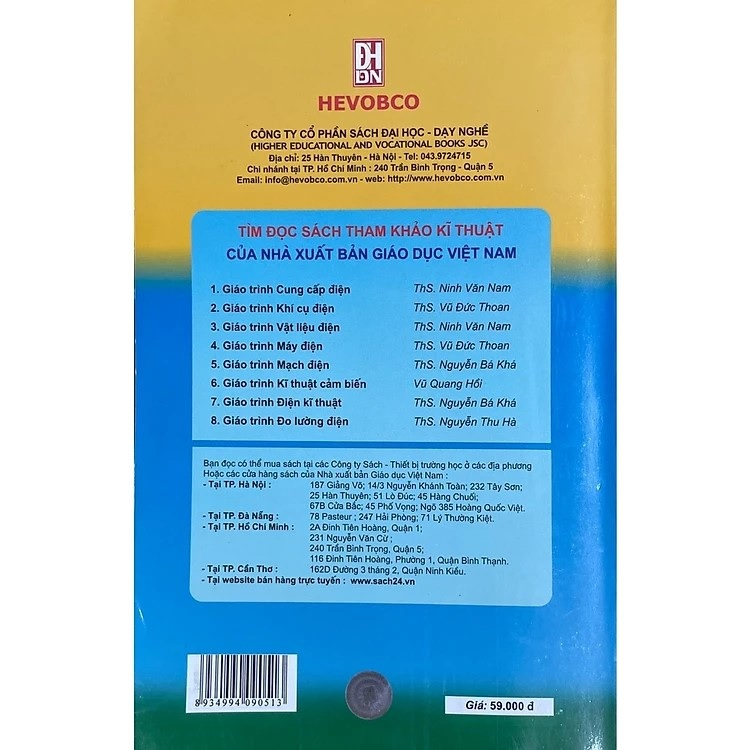 ĐH
DN
HEVOBCO
CÔNG TY CỔ PHẦN SÁCH ĐẠI HỌC - DẠY NGHỀ
(HIGHER EDUCATIONAL AND VOCATIONAL BOOKS JSC)
Địa chỉ: 25 Hàn Thuyên - Hà Nội - Tel: 043.9724715
Chi nhánh tại TP. Hồ Chí Minh : 240 Trần Bình Trọng - Quận 5
Email: info@hevobco.com.vn - web: http://www.hevobco.com.vn
TÌM ĐỌC SÁCH THAM KHẢO KĨ THUẬT
CỦA NHÀ XUẤT BẢN GIÁO DỤC VIỆT NAM
1. Giáo trình Cung cấp điện ThS. Ninh Văn Nam
2. Giáo trình Khí cụ điện ThS. Vũ Đức Thoan
3. Giáo trình Vật liệu điện ThS. Ninh Văn Nam
4. Giáo trình Máy điện ThS. Vũ Đức Thoan
5. Giáo trình Mạch điện ThS. Nguyễn Bá Khá
6. Giáo trình Kĩ thuật cảm biến Vũ Quang Hồi
7. Giáo trình Điện kĩ thuật ThS. Nguyễn Bá Khá
8. Giáo trình Đo lường điện ThS. Nguyễn Thu Hà
Bạn đọc có thể mua sách tại các Công ty Sách - Thiết bị trường học ở các địa phương
Hoặc các cửa hàng sách của Nhà xuất bản Giáo dục Việt Nam :
- Tại TP. Hà Nội : 187 Giảng Võ; 14/3 Nguyễn Khánh Toàn; 232 Tây Sơn;
25 Hàn Thuyên; 51 Lò Đúc; 45 Hàng Chuối;
67B Cửa Bắc; 45 Phố Vọng; Ngõ 385 Hoàng Quốc Việt.
- Tại TP. Đà Nẵng : 78 Pasteur ; 247 Hải Phòng; 71 Lý Thường Kiệt.
- Tại TP. Hồ Chí Minh : 2A Đinh Tiên Hoàng, Quận 1;
231 Nguyễn Văn Cừ ;
240 Trần Bình Trọng, Quận 5;
116 Đinh Tiên Hoàng, Phường 1, Quận Bình Thạnh.
- Tại TP. Cần Thơ : 162D Đường 3 tháng 2, Quận Ninh Kiều.
- Tại website bán hàng trực tuyến : www.sach24.vn
8934994090513
Giá: 59.000 đ